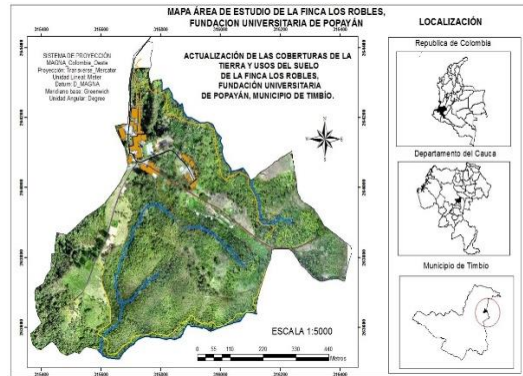 MAPA ÁREA DE ESTUDIO DE LA FINCA LOS ROBLES,
FUNDACION UNIVERSITARIA DE POPAYÁN
SISTEMA DE PROYECCIÓN
MAGNA_Colombia_Oeste
Proyección: Transverse_Mercator
Unidad Lineal: Meter
Datum: D_MAGNA
Meridiano base: Greenwich
Unidad Angular: Degree
ACTUALIZACIÓN DE LAS COBERTURAS DE LA
TIERRA Y USOS DEL SUELO
DE LA FINCA LOS ROBLES,
FUNDACIÓN UNIVERSITARIA
DE POPAYÁN, MUNICIPIO DE TIMBÍO.
ESCALA 1:5000
0 55 110 220 330 440
Metros
LOCALIZACIÓN
Republica de Colombia
Departamento del Cauca
Municipio de Timbio